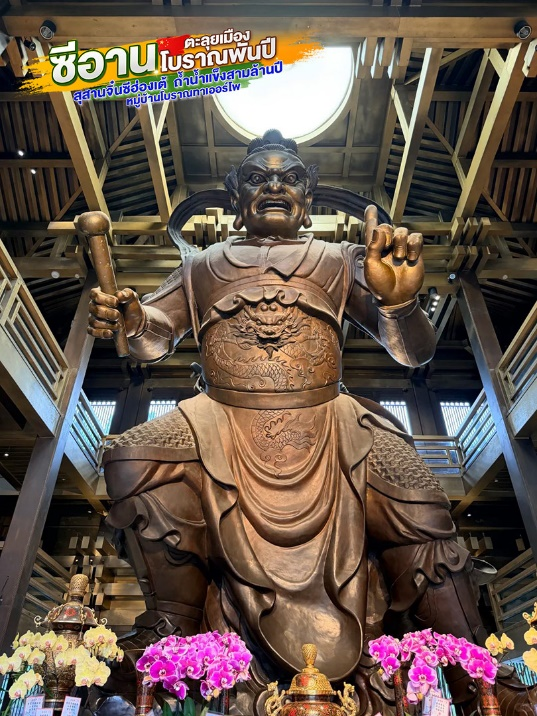 ซีอาน ตะลุยเมือง
โบราณพันปี
สุสานจิ๋นซีฮ่องเต้ ถ้ำน้ำแข็งสามล้านปี
หมู่บ้านโบราณทาเออร์ไพ่